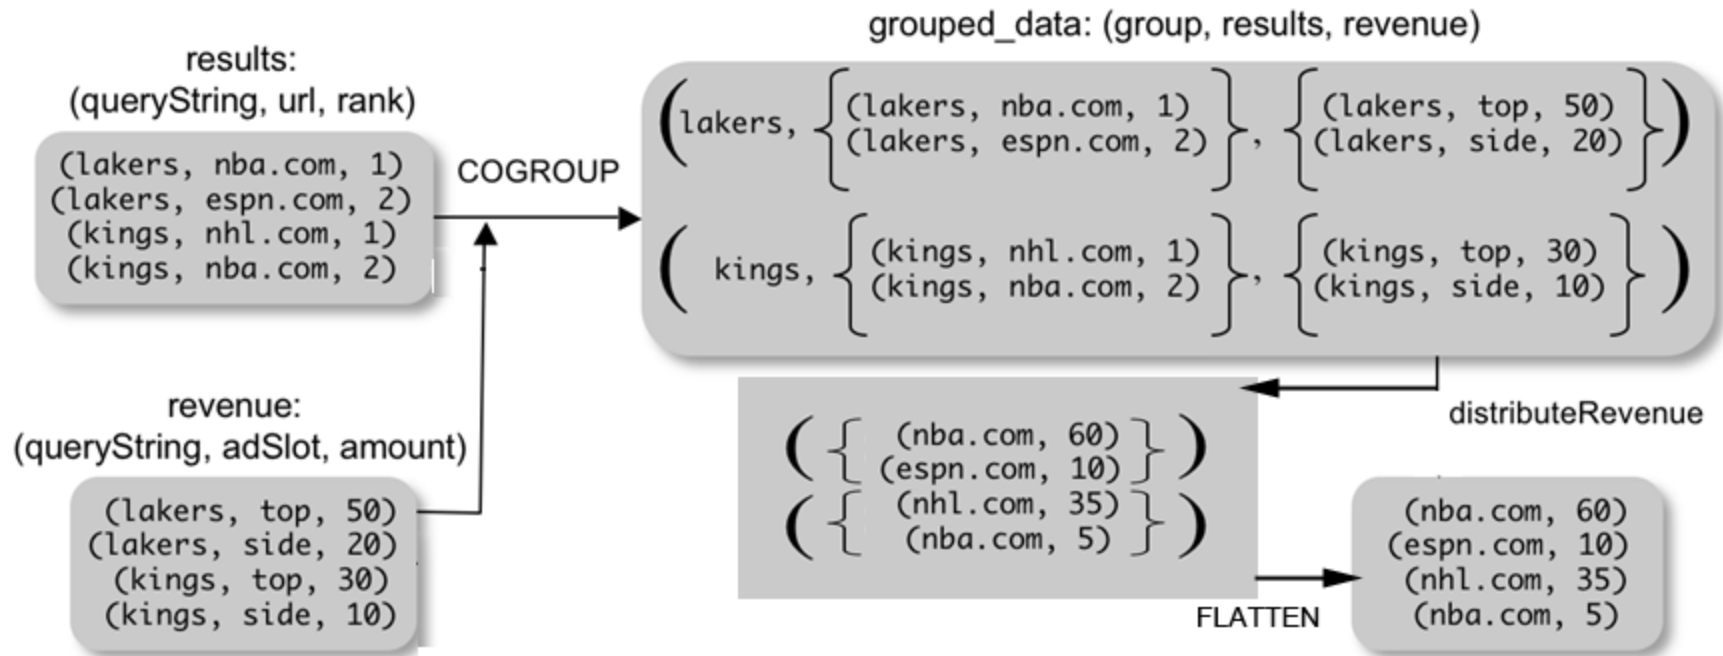 results:
(queryString, url, rank)
(lakers, nba.com, 1)
(lakers, espn.com, 2)
(kings, nhl.com, 1)
(kings, nba.com, 2)
revenue:
(queryString, adSlot, amount)
(lakers, top, 50)
(lakers, side, 20)
(kings, top, 30)
(kings, side, 10)
COGROUP
grouped_data: (group, results, revenue)
(lakers, { (lakers, nba.com, 1) }, { (lakers, top, 50) })
(lakers, espn.com, 2) (lakers, side, 20)
( kings, { (kings, nhl.com, 1) }, { (kings, top, 30) } )
(kings, nba.com, 2) (kings, side, 10)
distributeRevenue
( { (nba.com, 60) } )
(espn.com, 10)
( { (nhl.com, 35) } )
(nba.com, 5)
FLATTEN
(nba.com, 60)
(espn.com, 10)
(nhl.com, 35)
(nba.com, 5)